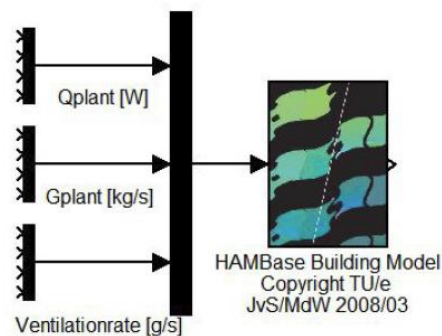 Qplant [W]
Gplant [kg/s]
Ventilationrate [g/s]
HAMBase Building Model
Copyright TU/e
JvS/MdW 2008/03